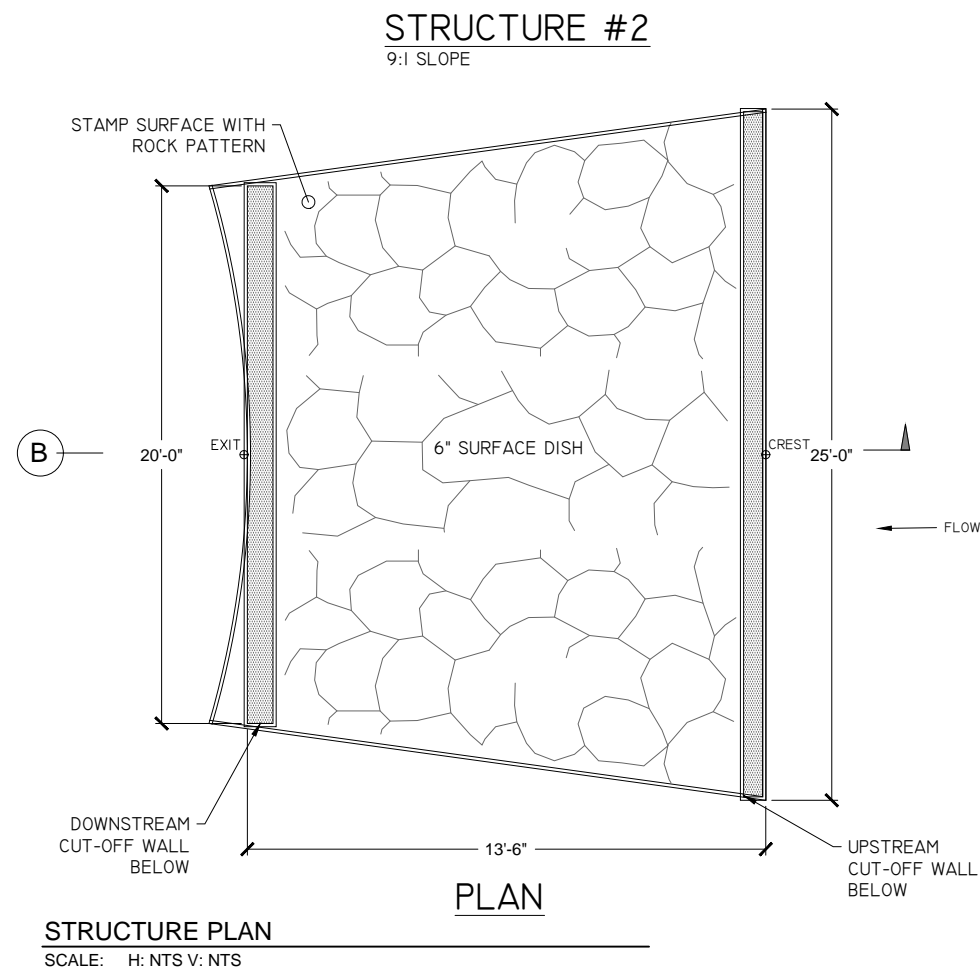 STRUCTURE #2
9:1 SLOPE
STAMP SURFACE WITH
ROCK PATTERN
B
20'-0"
EXIT
6" SURFACE DISH
CREST
25'-0"
FLOW
DOWNSTREAM
CUT-OFF WALL
BELOW
13'-6"
UPSTREAM
CUT-OFF WALL
BELOW
PLAN
STRUCTURE PLAN
SCALE: H: NTS V: NTS